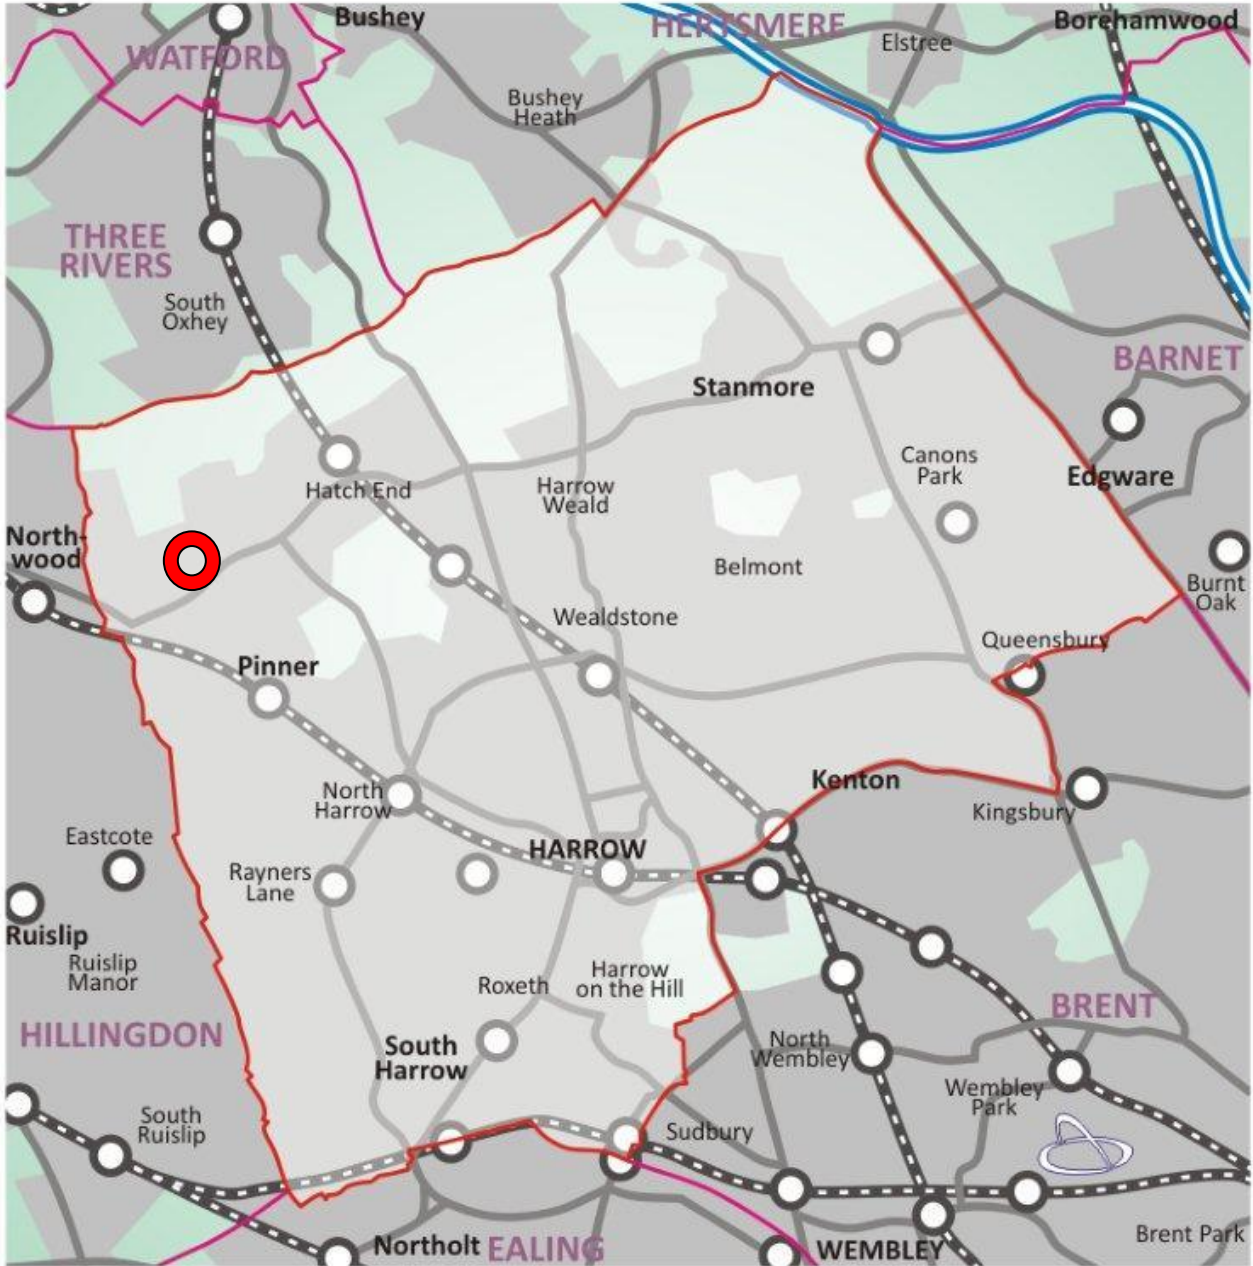 Bushey
HERTSMERE
Borehamwood
WATFORD
Elstree
Bushey
Heath
THREE
RIVERS
South
Oxhey
BARNET
Stanmore
Canons
Park
Edgware
Hatch End
Harrow
Weald
North-
wood
Belmont
Burnt
Oak
Wealdstone
Queensbury
Pinner
Kenton
North
Harrow
Kingsbury
Eastcote
HARROW
Rayners
Lane
Ruislip
Ruislip
Manor
Harrow
on the Hill
Roxeth
BRENT
HILLINGDON
South
Harrow
North
Wembley
Wembley
Park
South
Ruislip
Sudbury
Brent Park
Northolt
EALING
WEMBLEY